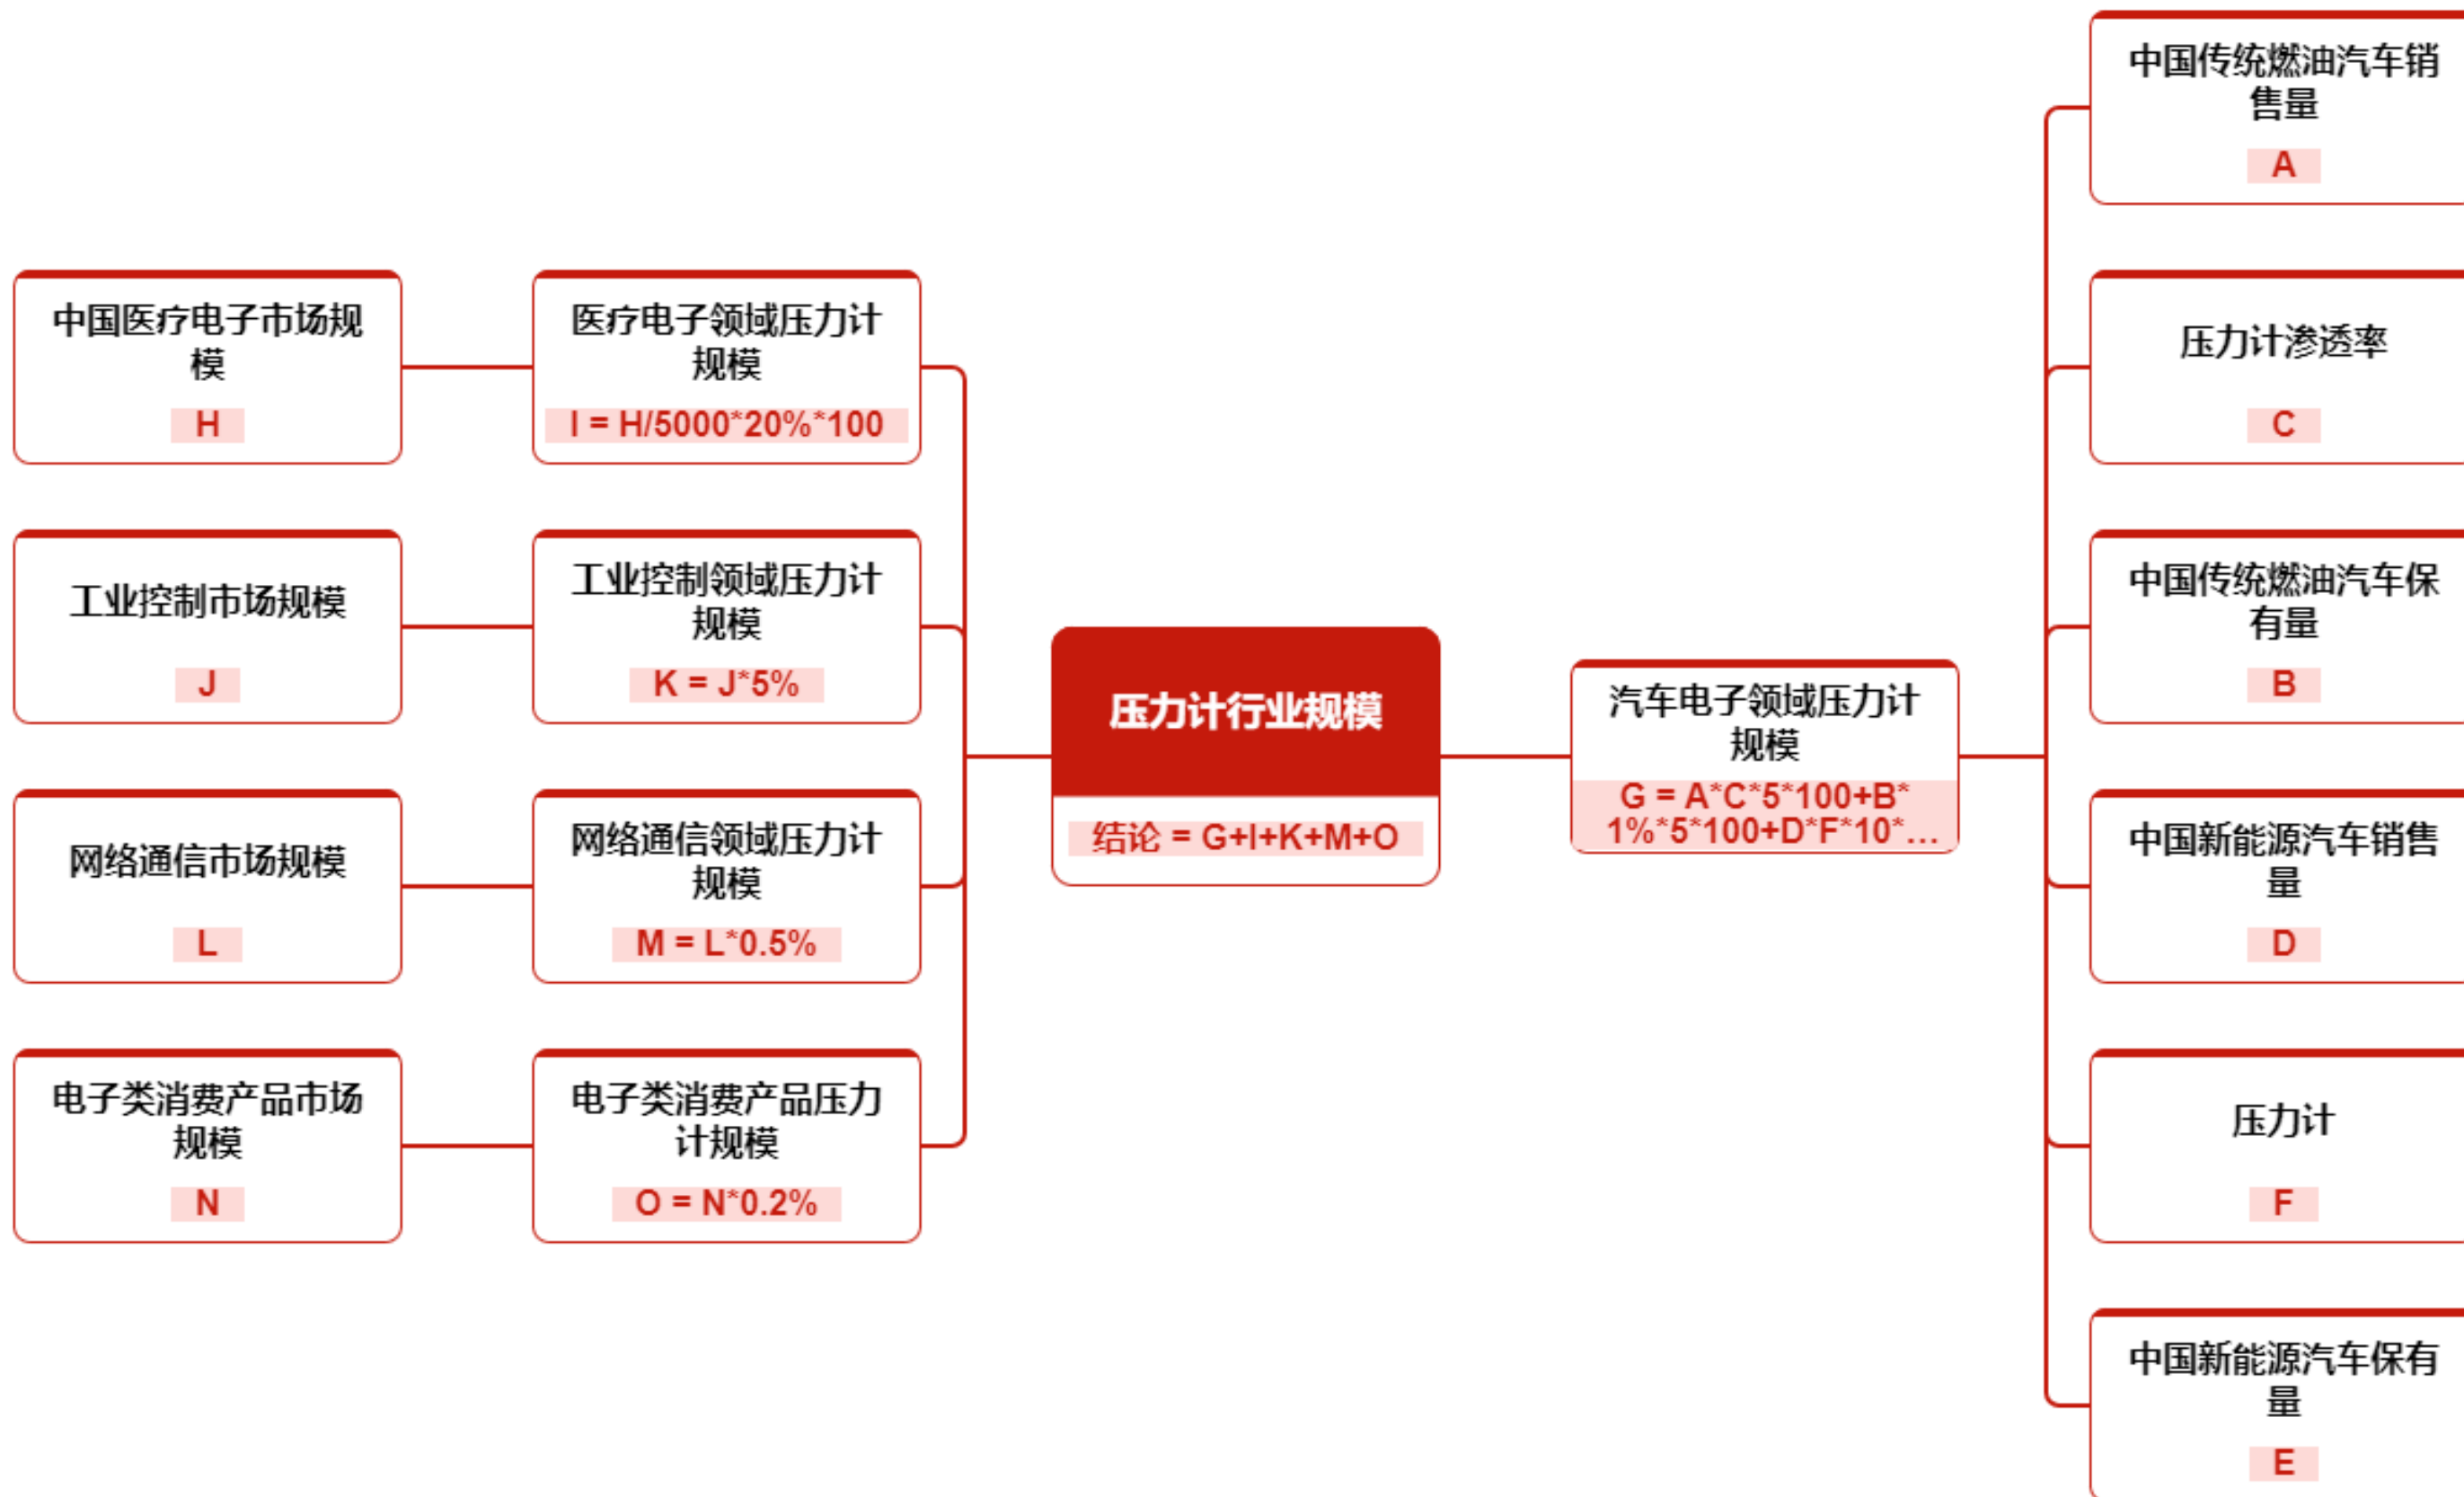 中国医疗电子市场规
模
H
医疗电子领域压力计
规模
I = H/5000*20%*100
工业控制市场规模
J
工业控制领域压力计
规模
K = J*5%
网络通信市场规模
L
网络通信领域压力计
规模
M = L*0.5%
电子类消费产品市场
规模
N
电子类消费产品压力
计规模
O = N*0.2%
压力计行业规模
结论 = G+I+K+M+O
汽车电子领域压力计
规模
G = A*C*5*100+B*
1%*5*100+D*F*10*...
中国传统燃油汽车销
售量
A
压力计渗透率
C
中国传统燃油汽车保
有量
B
中国新能源汽车销售
量
D
压力计
F
中国新能源汽车保有
量
E